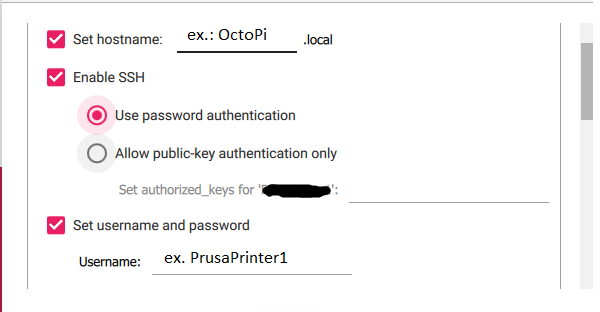 Set hostname: ex.: OctoPi .local
Enable SSH
Use password authentication
Allow public-key authentication only
Set authorized_keys for ':
Set username and password
Username: ex. PrusaPrinter1